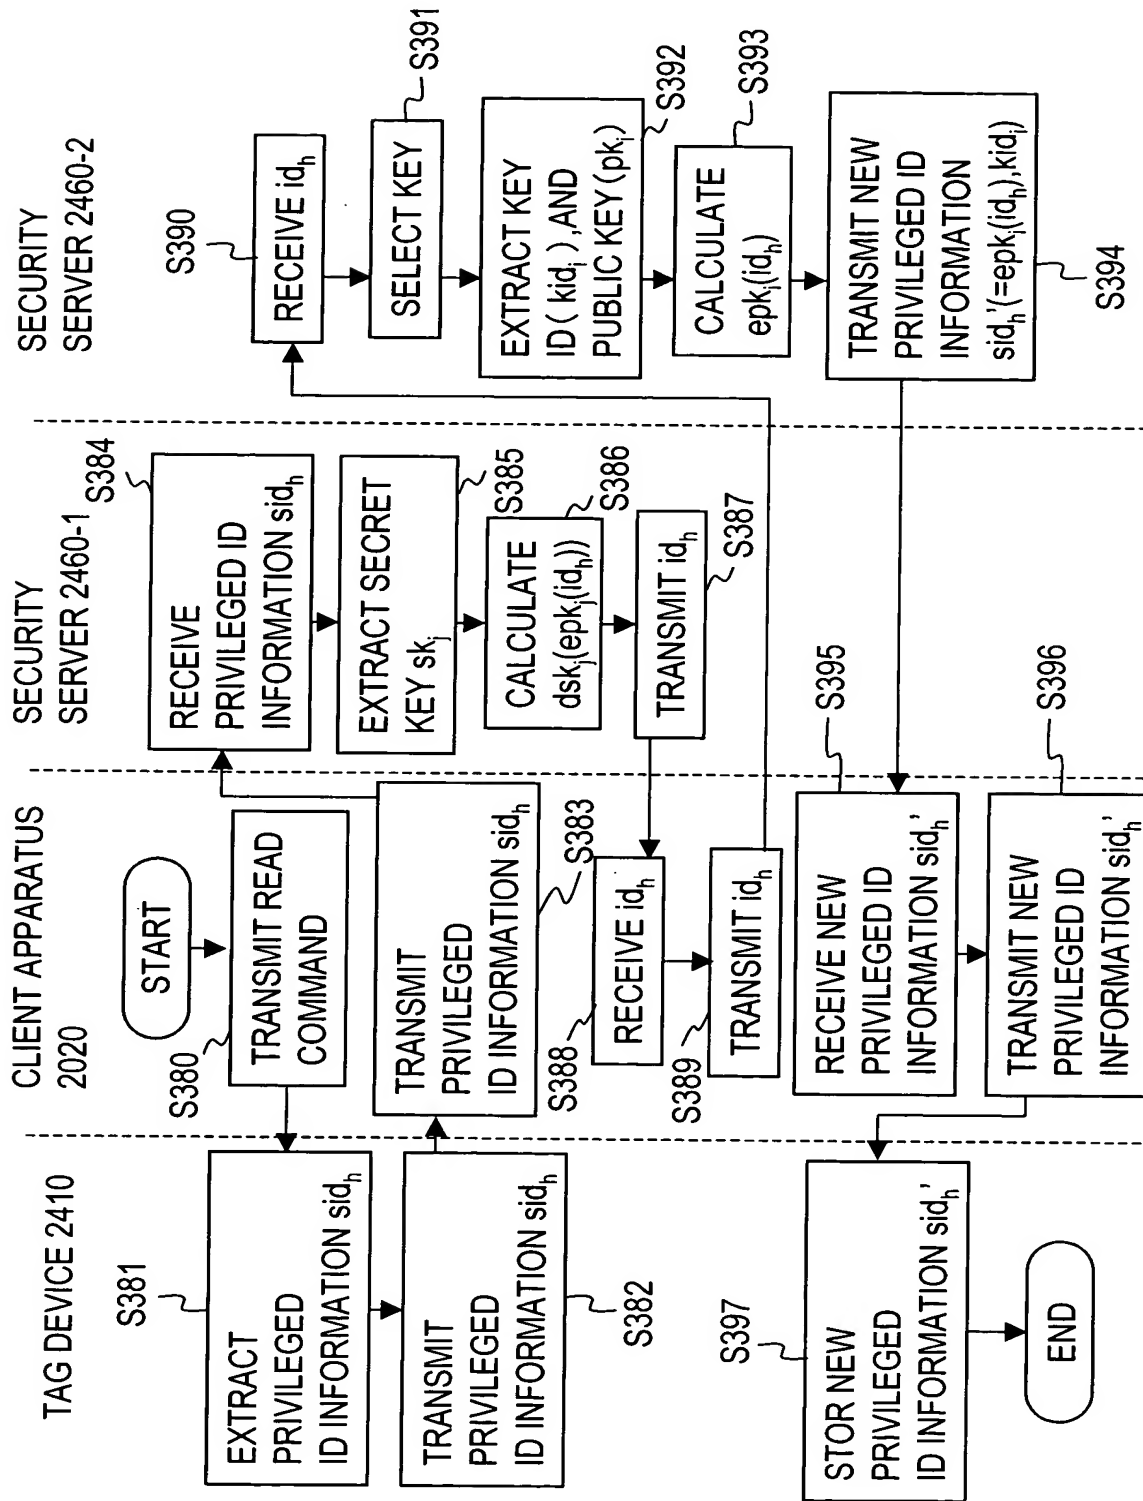 TAG DEVICE 2410
S381
EXTRACT
PRIVILEGED
ID INFORMATION sidh
TRANSMIT
PRIVILEGED
ID INFORMATION sidh
S382
S397
STOR NEW
PRIVILEGED
ID INFORMATION sidh'
END
CLIENT APPARATUS
2020
START
S380
TRANSMIT READ
COMMAND
TRANSMIT
PRIVILEGED
ID INFORMATION sidh
S383
S388
RECEIVE idh
S389
TRANSMIT idh
S395
RECEIVE NEW
PRIVILEGED ID
INFORMATION sidh'
TRANSMIT NEW
PRIVILEGED ID
INFORMATION sidh'
S396
SECURITY
SERVER 2460-1
S384
RECEIVE
PRIVILEGED ID
INFORMATION sidh
EXTRACT SECRET
KEY skj
S385
CALCULATE
dskj(epkj(idh))
S386
TRANSMIT idh
S387
SECURITY
SERVER 2460-2
S390
RECEIVE idh
SELECT KEY
S391
EXTRACT KEY
ID( kidi ),AND
PUBLIC KEY(pki)
S392
CALCULATE
epki(idh)
S393
TRANSMIT NEW
PRIVILEGED ID
INFORMATION
sidh'(=epki(idh),kidi)
S394